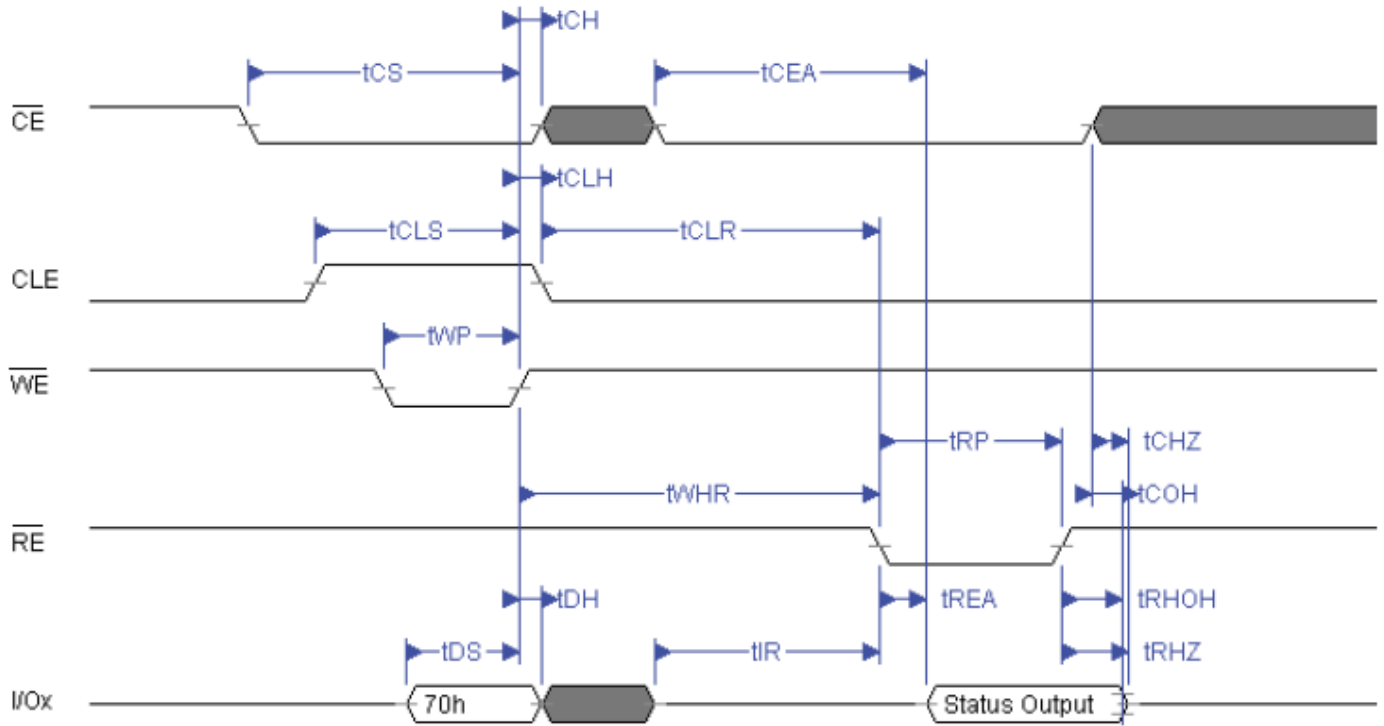 tCH
tCS
tCEA
CE
tCLH
tCLS
tCLR
CLE
tWP
WE
tRP
tCHZ
tWHR
tCOH
RE
tDH
tREA
tRHOH
tDS
tIR
tRHZ
I/Ox
70h
Status Output